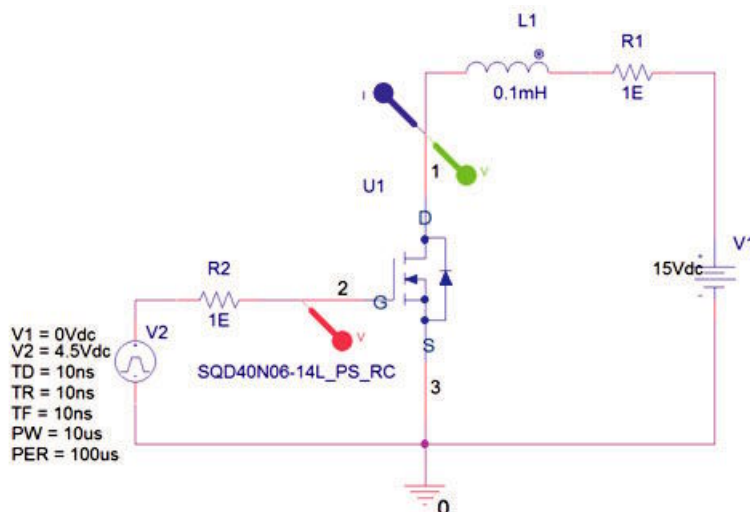 L1
R1
0.1mH
1E
I
V
1
U1
D
V1
15Vdc
R2
2
G
1E
V
S
V1 = 0Vdc
V2 = 4.5Vdc
TD = 10ns
TR = 10ns
TF = 10ns
PW = 10us
PER = 100us
V2
SQD40N06-14L_PS_RC
3
0